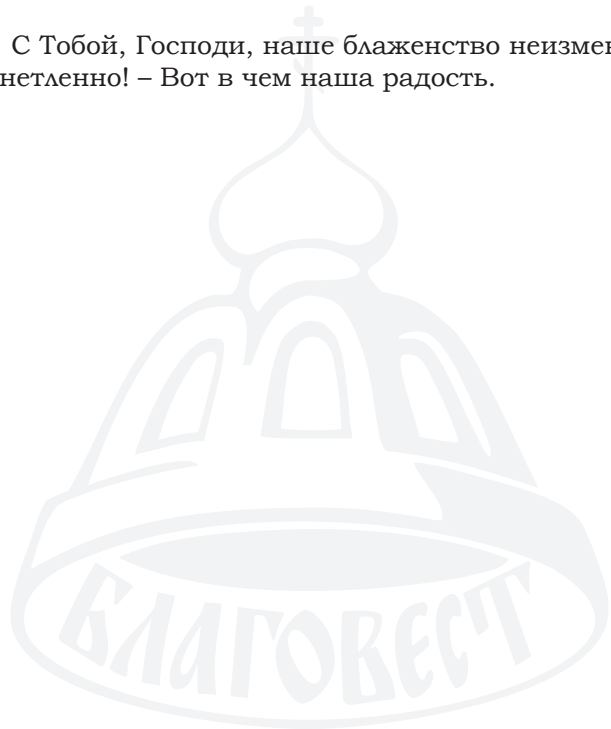 С Тобой, Господи, наше блаженство неизмен
нетленно! – Вот в чем наша радость.
БЛАГОВЕСТ